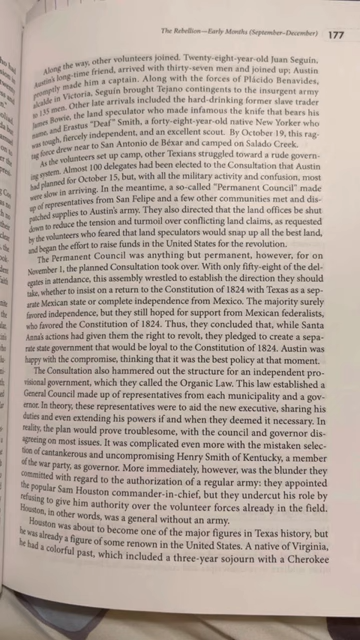 The Rebellion—Early Months (September–December) 177
Along the way, other volunteers joined. Twenty-eight-year-old Juan Seguin,
Austin's long-time friend, arrived with thirty-seven men and joined up; Austin
promptly made him a captain. Along with the forces of Plácido Benavides,
alcalde in Victoria, Seguin brought Tejano contingents to the insurgent army
to 135 men. Other late arrivals included the hard-drinking former slave trader
James Bowie, the land speculator who made infamous the knife that bears his
name, and Erastus "Deaf" Smith, a forty-eight-year-old native New Yorker who
was tough, fiercely independent, and an excellent scout. By October 19, this rag-
tag force drew near to San Antonio de Béxar and camped on Salado Creek.
As the volunteers set up camp, other Texians struggled toward a rude govern-
ing system. Almost 100 delegates had been elected to the Consultation that Austin
had planned for October 15, but, with all the military activity and confusion, most
were slow in arriving. In the meantime, a so-called "Permanent Council" made
up of representatives from San Felipe and a few other communities met and dis-
patched supplies to Austin's army. They also directed that the land offices be shut
down to reduce the tension and turmoil over conflicting land claims, as requested
by the volunteers who feared that land speculators would snap up all the best land,
and began the effort to raise funds in the United States for the revolution.
The Permanent Council was anything but permanent, however, for on
November 1, the planned Consultation took over. With only fifty-eight of the del-
egates in attendance, this assembly wrestled to establish the direction they should
take, whether to insist on a return to the Constitution of 1824 with Texas as a sep-
arate Mexican state or complete independence from Mexico. The majority surely
favored independence, but they still hoped for support from Mexican federalists,
who favored the Constitution of 1824. Thus, they concluded that, while Santa
Anna's actions had given them the right to revolt, they pledged to create a sepa-
rate state government that would be loyal to the Constitution of 1824. Austin was
happy with the compromise, thinking that it was the best policy at that moment.
The Consultation also hammered out the structure for an independent pro-
visional government, which they called the Organic Law. This law established a
General Council made up of representatives from each municipality and a gov-
ernor. In theory, these representatives were to aid the new executive, sharing his
duties and even extending his powers if and when they deemed it necessary. In
reality, the plan would prove troublesome, with the council and governor dis-
agreeing on most issues. It was complicated even more with the mistaken selec-
tion of cantankerous and uncompromising Henry Smith of Kentucky, a member
of the war party, as governor. More immediately, however, was the blunder they
committed with regard to the authorization of a regular army: they appointed
the popular Sam Houston commander-in-chief, but they undercut his role by
refusing to give him authority over the volunteer forces already in the field.
Houston, in other words, was a general without an army.
Houston was about to become one of the major figures in Texas history, but
he was already a figure of some renown in the United States. A native of Virginia,
he had a colorful past, which included a three-year sojourn with a Cherokee